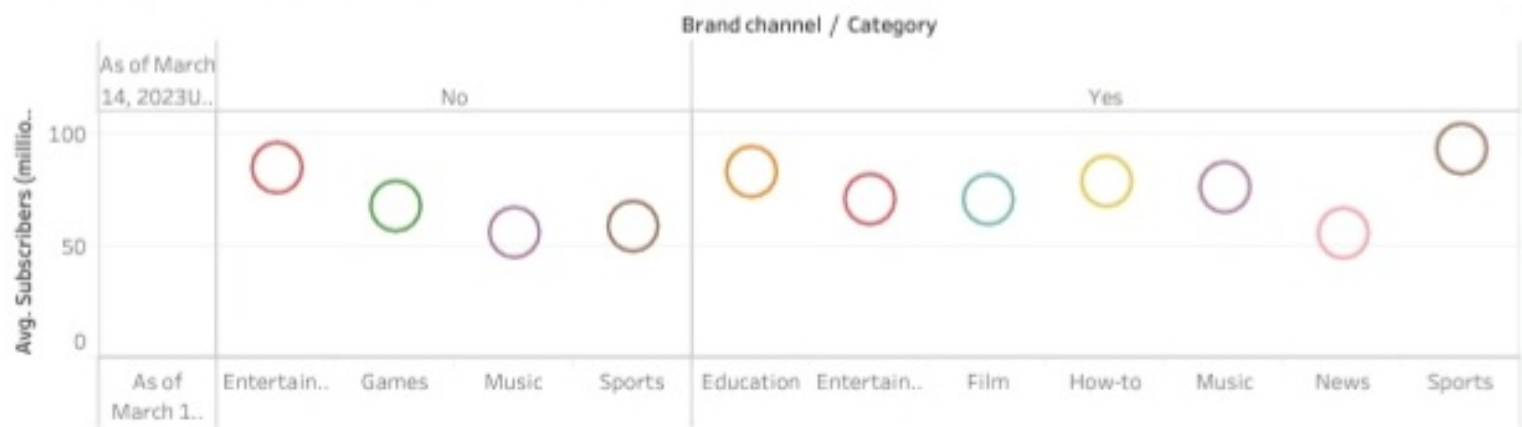 Brand channel / Category
As of March
14, 2023U..
No
Yes
Avg. Subscribers (millio..
100
50
0
As of
March 1..
Entertain..
Games
Music
Sports
Education
Entertain..
Film
How-to
Music
News
Sports